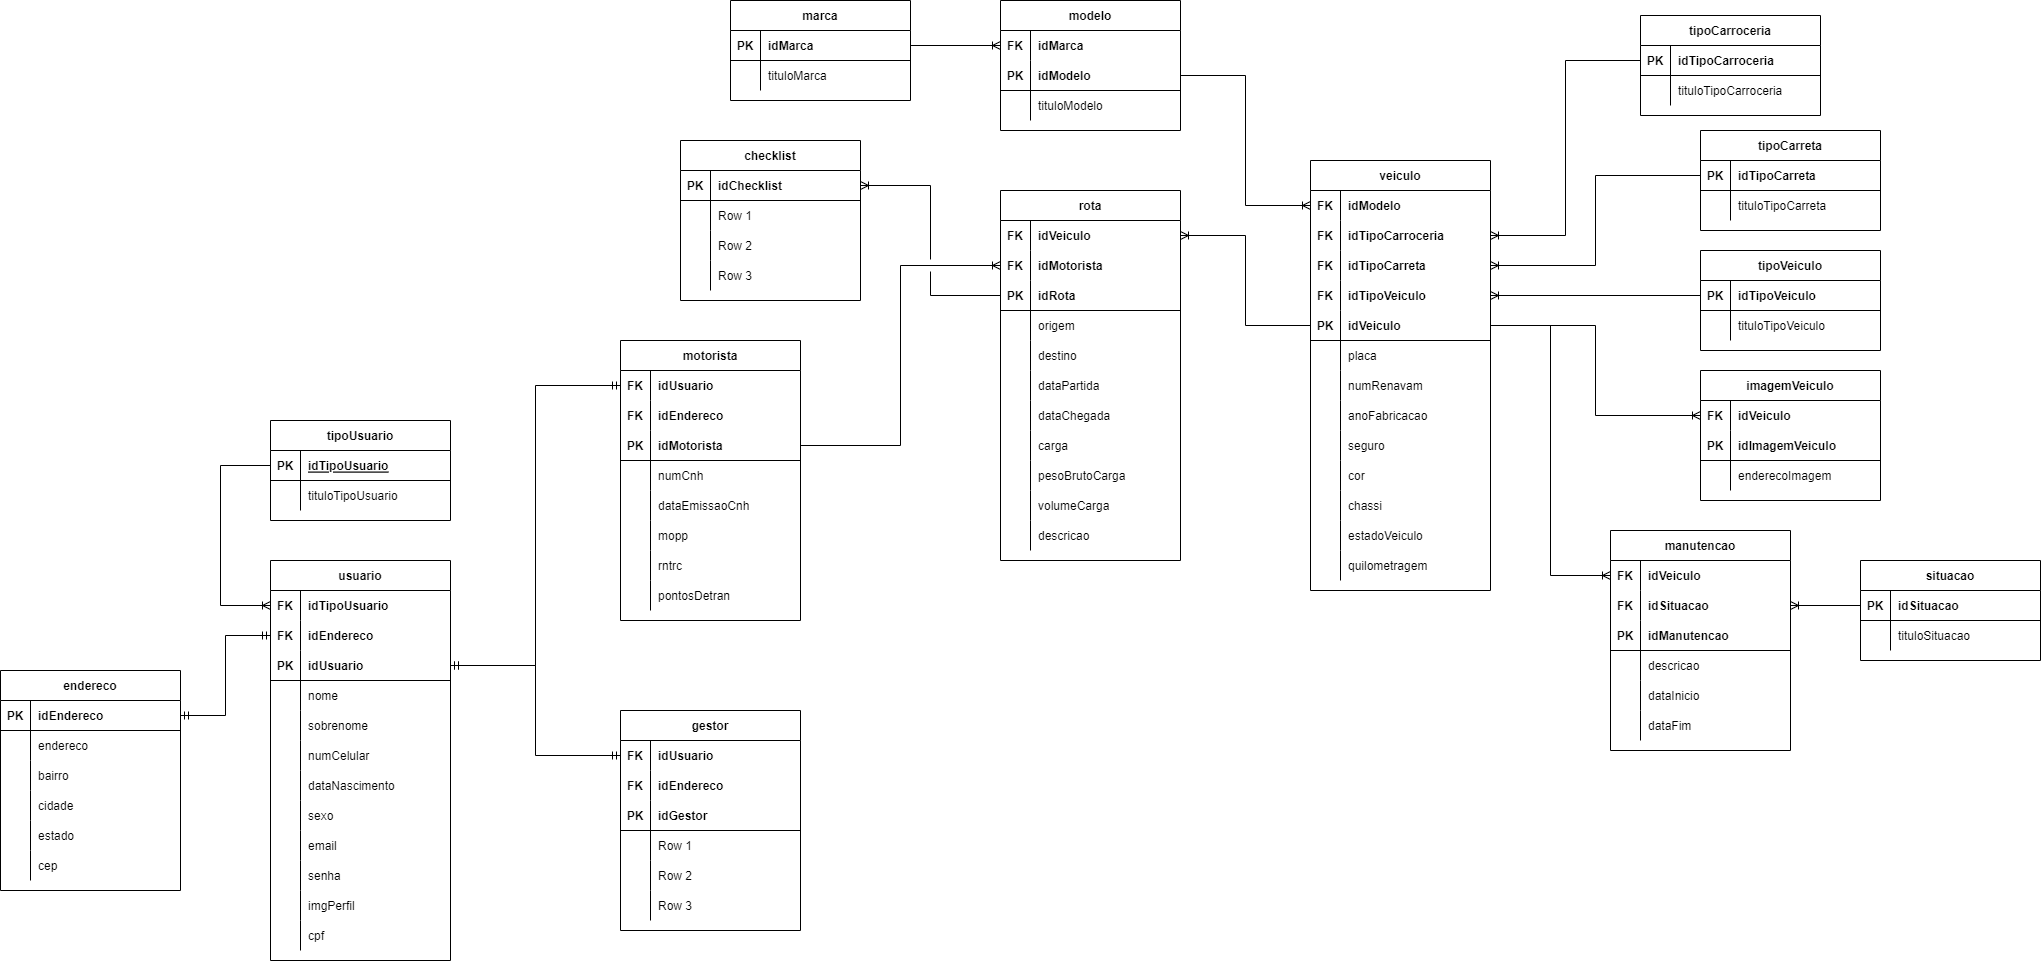 marca
PK idMarca
tituloMarca
modelo
FK idMarca
PK idModelo
tituloModelo
tipoCarroceria
PK idTipoCarroceria
tituloTipoCarroceria
checklist
PK idChecklist
Row 1
Row 2
Row 3
rota
FK idVeiculo
FK idMotorista
PK idRota
origem
destino
dataPartida
dataChegada
carga
pesoBrutoCarga
volumeCarga
descricao
veiculo
FK idModelo
FK idTipoCarroceria
FK idTipoCarreta
FK idTipoVeiculo
PK idVeiculo
placa
numRenavam
anoFabricacao
seguro
cor
chassi
estadoVeiculo
quilometragem
tipoCarreta
PK idTipoCarreta
tituloTipoCarreta
tipoVeiculo
PK idTipoVeiculo
tituloTipoVeiculo
imagemVeiculo
FK idVeiculo
PK idImagemVeiculo
enderecoImagem
motorista
FK idUsuario
FK idEndereco
PK idMotorista
numCnh
dataEmissaoCnh
mopp
rntrc
pontosDetran
tipoUsuario
PK idTipoUsuario
tituloTipoUsuario
usuario
FK idTipoUsuario
FK idEndereco
PK idUsuario
nome
sobrenome
numCelular
dataNascimento
sexo
email
senha
imgPerfil
cpf
manutencao
FK idVeiculo
FK idSituacao
PK idManutencao
descricao
dataInicio
dataFim
situacao
PK idSituacao
tituloSituacao
endereco
PK idEndereco
endereco
bairro
cidade
estado
cep
gestor
FK idUsuario
FK idEndereco
PK idGestor
Row 1
Row 2
Row 3